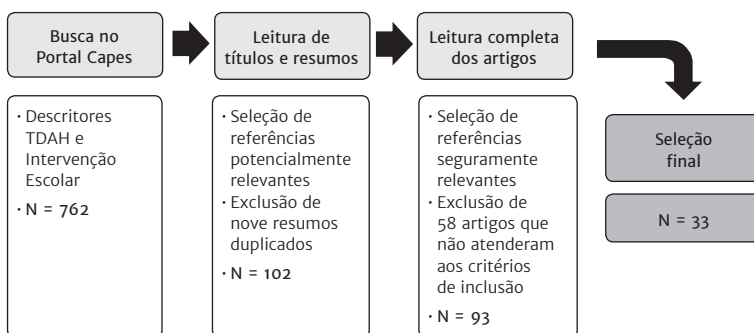 Busca no
Portal Capes
· Descritores
TDAH e
Intervenção
Escolar
· N = 762
Leitura de
títulos e resumos
· Seleção de
referências
potencialmente
relevantes
· Exclusão de
nove resumos
duplicados
· N = 102
Leitura completa
dos artigos
· Seleção de
referências
seguramente
relevantes
· Exclusão de
58 artigos que
não atenderam
aos critérios
de inclusão
· N = 93
Seleção
final
N = 33